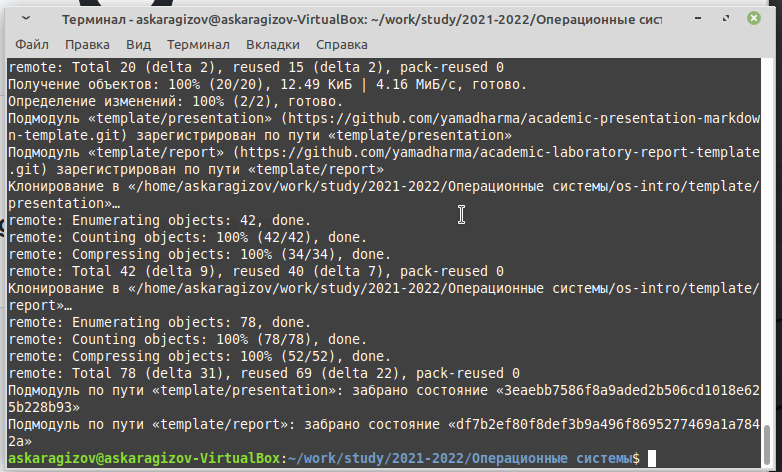 Терминал - askaragizov@askaragizov-VirtualBox: ~/work/study/2021-2022/Операционные сист
Файл Правка Вид Терминал Вкладки Справка
remote: Total 20 (delta 2), reused 15 (delta 2), pack-reused 0
Получение объектов: 100% (20/20), 12.49 КиБ | 4.16 МиБ/с, готово.
Определение изменений: 100% (2/2), готово.
Подмодуль «template/presentation» (https://github.com/yamadharma/academic-presentation-markdow
n-template.git) зарегистрирован по пути «template/presentation»
Подмодуль «template/report» (https://github.com/yamadharma/academic-laboratory-report-template
.git) зарегистрирован по пути «template/report»
Клонирование в «/home/askaragizov/work/study/2021-2022/Операционные системы/os-intro/template/
presentation»…
remote: Enumerating objects: 42, done.
remote: Counting objects: 100% (42/42), done.
remote: Compressing objects: 100% (34/34), done.
remote: Total 42 (delta 9), reused 40 (delta 7), pack-reused 0
Клонирование в «/home/askaragizov/work/study/2021-2022/Операционные системы/os-intro/template/
report»…
remote: Enumerating objects: 78, done.
remote: Counting objects: 100% (78/78), done.
remote: Compressing objects: 100% (52/52), done.
remote: Total 78 (delta 31), reused 69 (delta 22), pack-reused 0
Подмодуль по пути «template/presentation»: забрано состояние «3eaebb7586f8a9aded2b506cd1018e62
5b228b93»
Подмодуль по пути «template/report»: забрано состояние «df7b2ef80f8def3b9a496f8695277469a1a784
2a»
askaragizov@askaragizov-VirtualBox:~/work/study/2021-2022/Операционные системы$